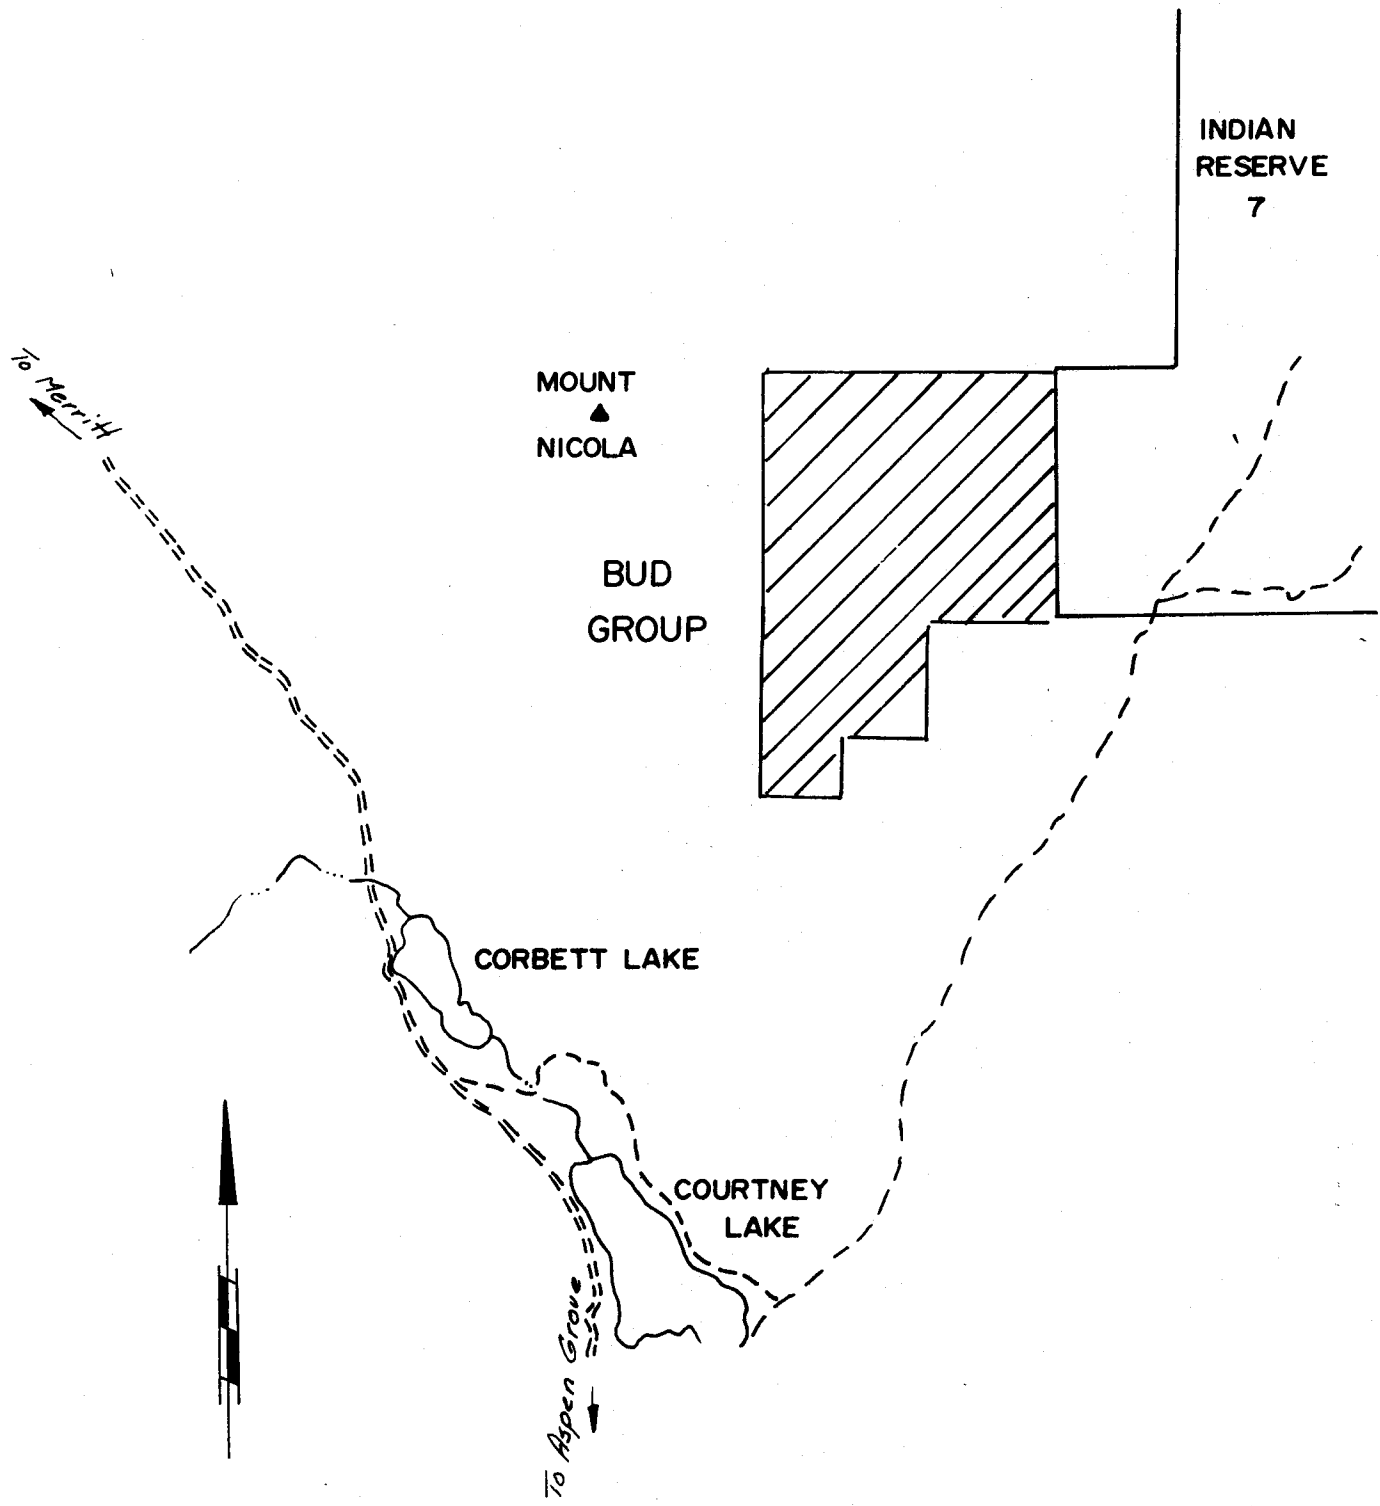 INDIAN
RESERVE
7
To Merritt
MOUNT
NICOLA
BUD
GROUP
CORBETT LAKE
COURTNEY
LAKE
To Aspen Grove